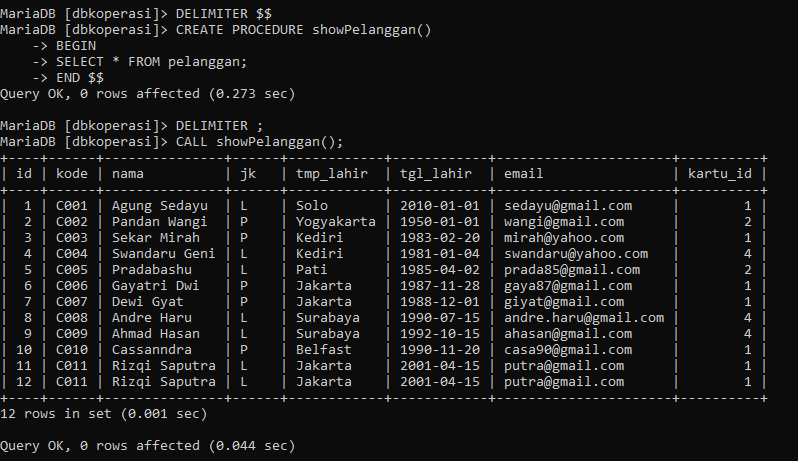 MariaDB [dbkoperasi]> DELIMITER $$
MariaDB [dbkoperasi]> CREATE PROCEDURE showPelanggan()
    -> BEGIN
    -> SELECT * FROM pelanggan;
    -> END $$
Query OK, 0 rows affected (0.273 sec)

MariaDB [dbkoperasi]> DELIMITER ;
MariaDB [dbkoperasi]> CALL showPelanggan();
+----+------+---------------+------+------------+------------+----------------------+----------+
| id | kode | nama          | jk   | tmp_lahir  | tgl_lahir  | email                | kartu_id |
+----+------+---------------+------+------------+------------+----------------------+----------+
|  1 | C001 | Agung Sedayu  | L    | Solo       | 2010-01-01 | sedayu@gmail.com     |        1 |
|  2 | C002 | Pandan Wangi  | P    | Yogyakarta | 1950-01-01 | wangi@gmail.com      |        2 |
|  3 | C003 | Sekar Mirah   | P    | Kediri     | 1983-02-20 | mirah@yahoo.com      |        1 |
|  4 | C004 | Swandaru Geni | L    | Kediri     | 1981-01-04 | swandaru@yahoo.com   |        4 |
|  5 | C005 | Pradabashu    | L    | Pati       | 1985-04-02 | prada85@gmail.com    |        2 |
|  6 | C006 | Gayatri Dwi   | P    | Jakarta    | 1987-11-28 | gaya87@gmail.com     |        1 |
|  7 | C007 | Dewi Gyat     | P    | Jakarta    | 1988-12-01 | giyat@gmail.com      |        1 |
|  8 | C008 | Andre Haru    | L    | Surabaya   | 1990-07-15 | andre.haru@gmail.com |        4 |
|  9 | C009 | Ahmad Hasan   | L    | Surabaya   | 1992-10-15 | ahasan@gmail.com     |        4 |
| 10 | C010 | Cassanndra    | P    | Belfast    | 1990-11-20 | casa90@gmail.com     |        1 |
| 11 | C011 | Rizqi Saputra | L    | Jakarta    | 2001-04-15 | putra@gmail.com      |        1 |
| 12 | C011 | Rizqi Saputra | L    | Jakarta    | 2001-04-15 | putra@gmail.com      |        1 |
+----+------+---------------+------+------------+------------+----------------------+----------+
12 rows in set (0.001 sec)

Query OK, 0 rows affected (0.044 sec)